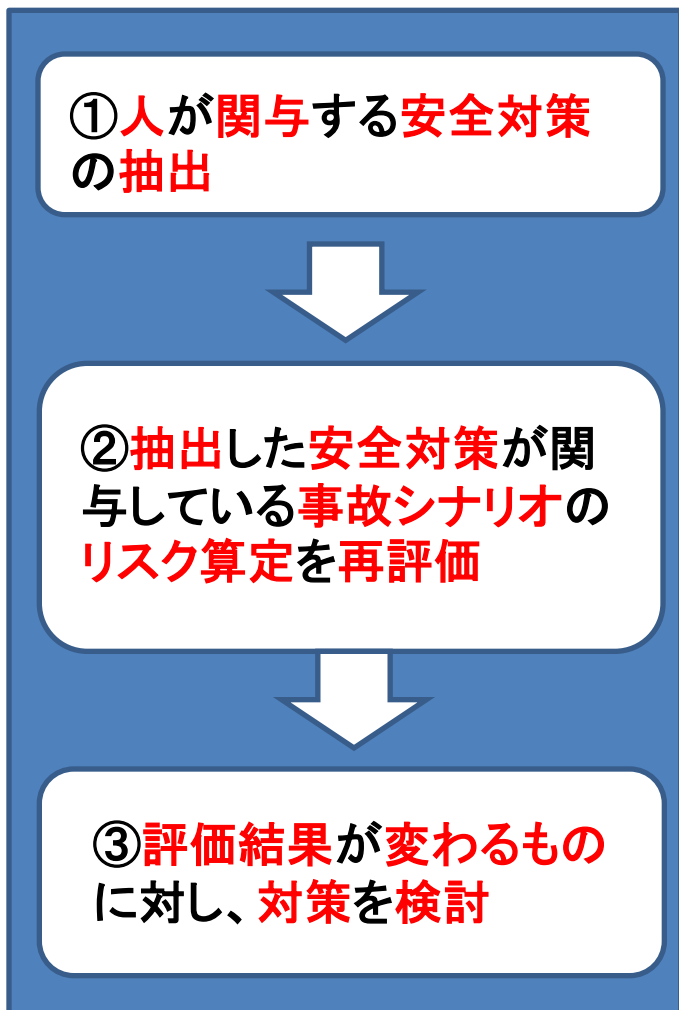 ①人が関与する安全対策
の抽出
②抽出した安全対策が関
与している事故シナリオの
リスク算定を再評価
③評価結果が変わるもの
に対し、対策を検討